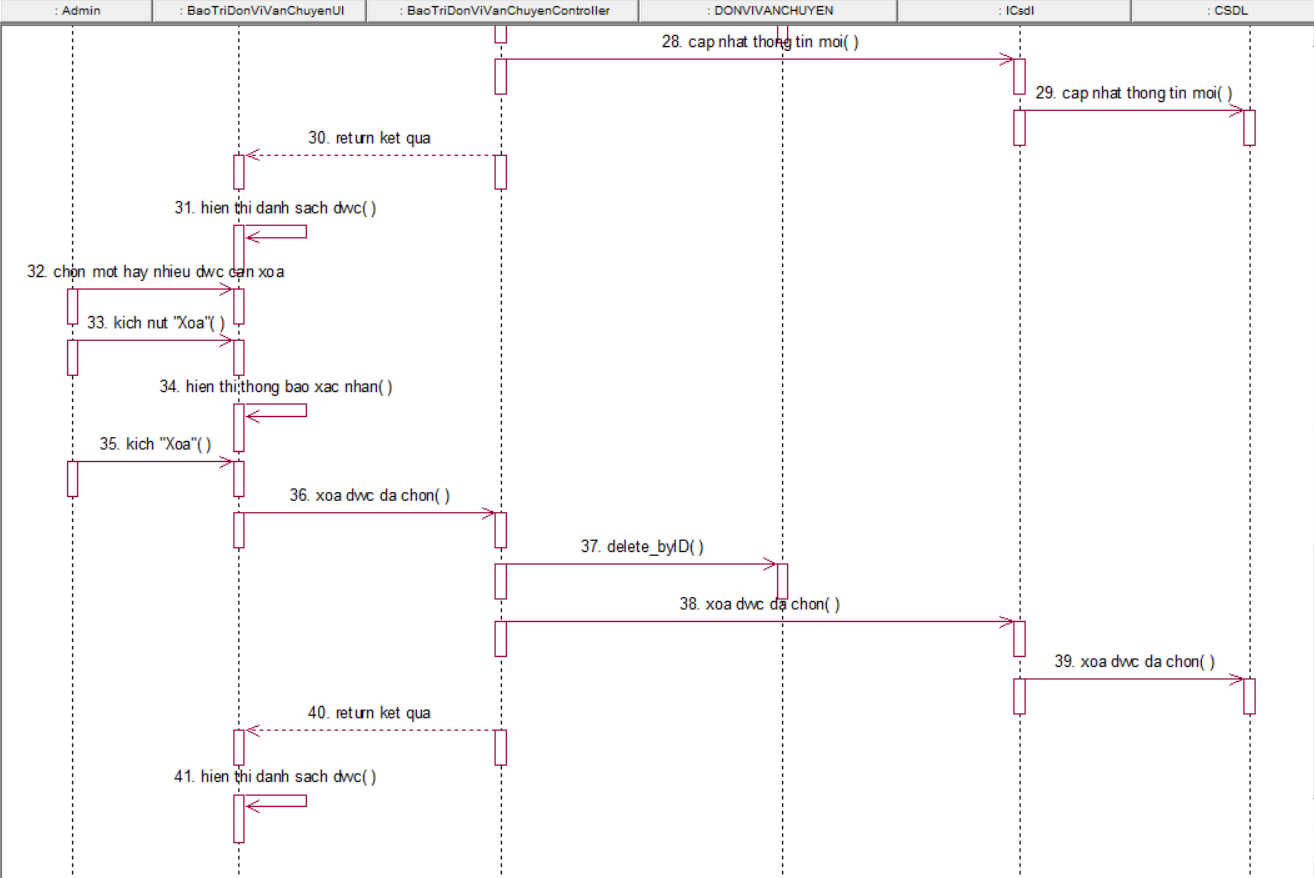 : Admin
: BaoTriDonViVanChuyenUI
: BaoTriDonViVanChuyenController
: DONVIVANCHUYEN
: ICsdl
: CSDL
28. cap nhat thong tin moi( )
29. cap nhat thong tin moi( )
30. return ket qua
31. hien thi danh sach dvvc( )
32. chon mot hay nhieu dvvc can xoa
33. kich nut "Xoa"( )
34. hien thi thong bao xac nhan( )
35. kich "Xoa"( )
36. xoa dvvc da chon( )
37. delete_byID( )
38. xoa dvvc da chon( )
39. xoa dvvc da chon( )
40. return ket qua
41. hien thi danh sach dvvc( )